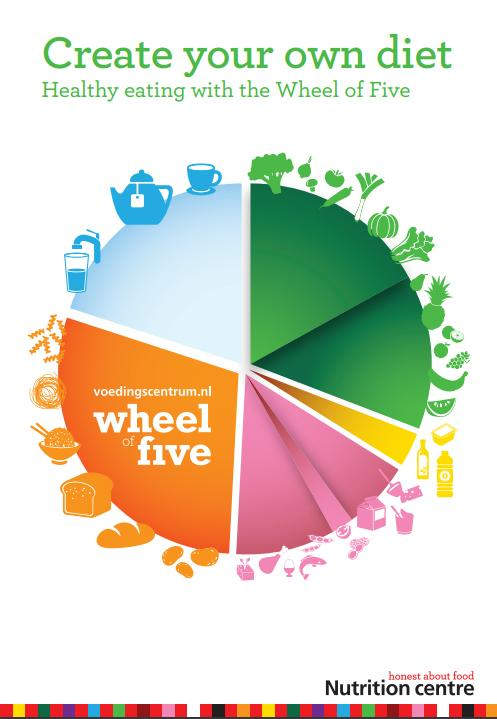 Create your own diet
Healthy eating with the Wheel of Five
voedingscentrum.nl
wheel
of five
honest about food
Nutrition centre